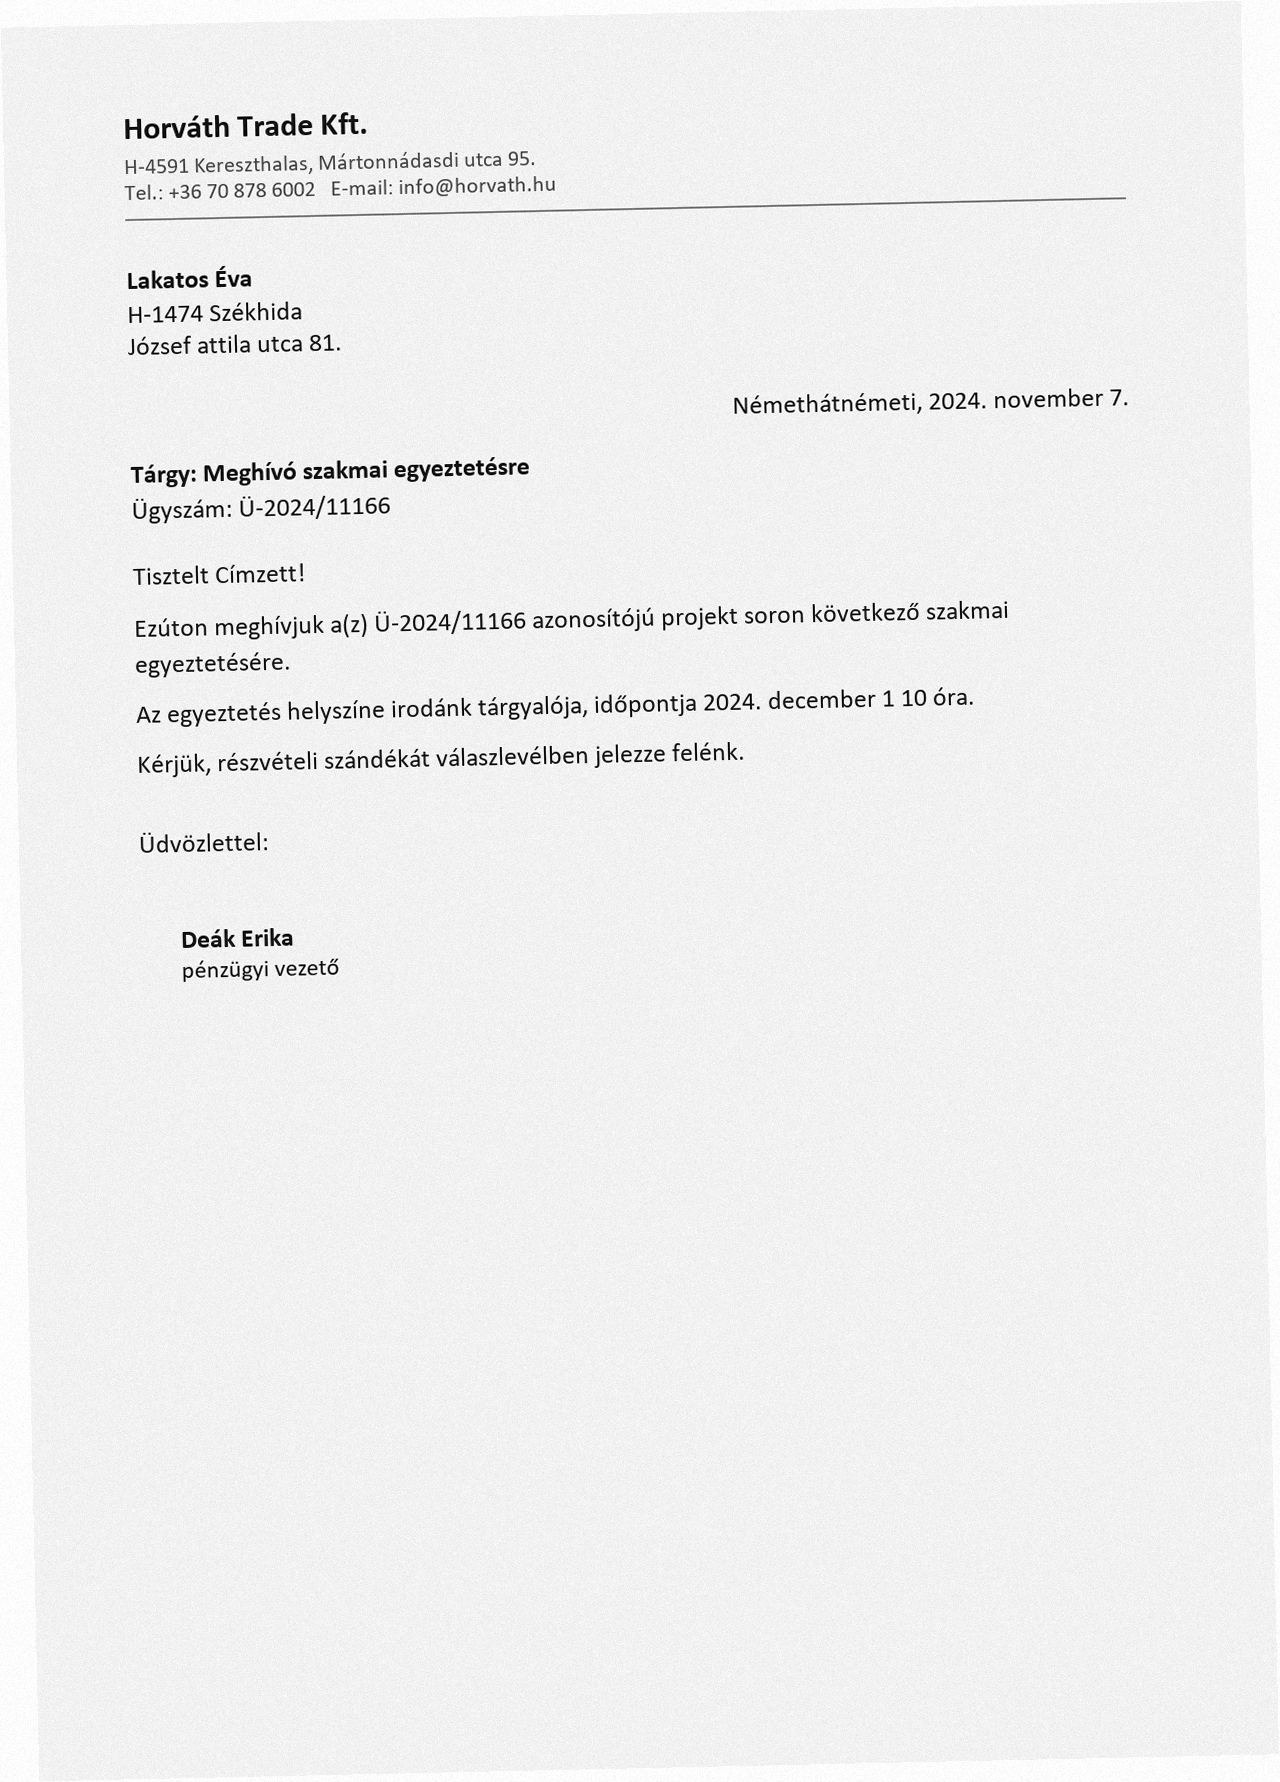 Horváth Trade Kft.
H-4591 Kereszthalas, Mártonnádasdi utca 95.
Tel.: +36 70 878 6002   E-mail: info@horvath.hu
Lakatos Éva
H-1474 Székhida
József attila utca 81.
Némethátnémeti, 2024. november 7.
Tárgy: Meghívó szakmai egyeztetésre
Ügyszám: Ü-2024/11166
Tisztelt Címzett!
Ezúton meghívjuk a(z) Ü-2024/11166 azonosítójú projekt soron következő szakmai
egyeztetésére.
Az egyeztetés helyszíne irodánk tárgyalója, időpontja 2024. december 1 10 óra.
Kérjük, részvételi szándékát válaszlevélben jelezze felénk.
Üdvözlettel:
Deák Erika
pénzügyi vezető